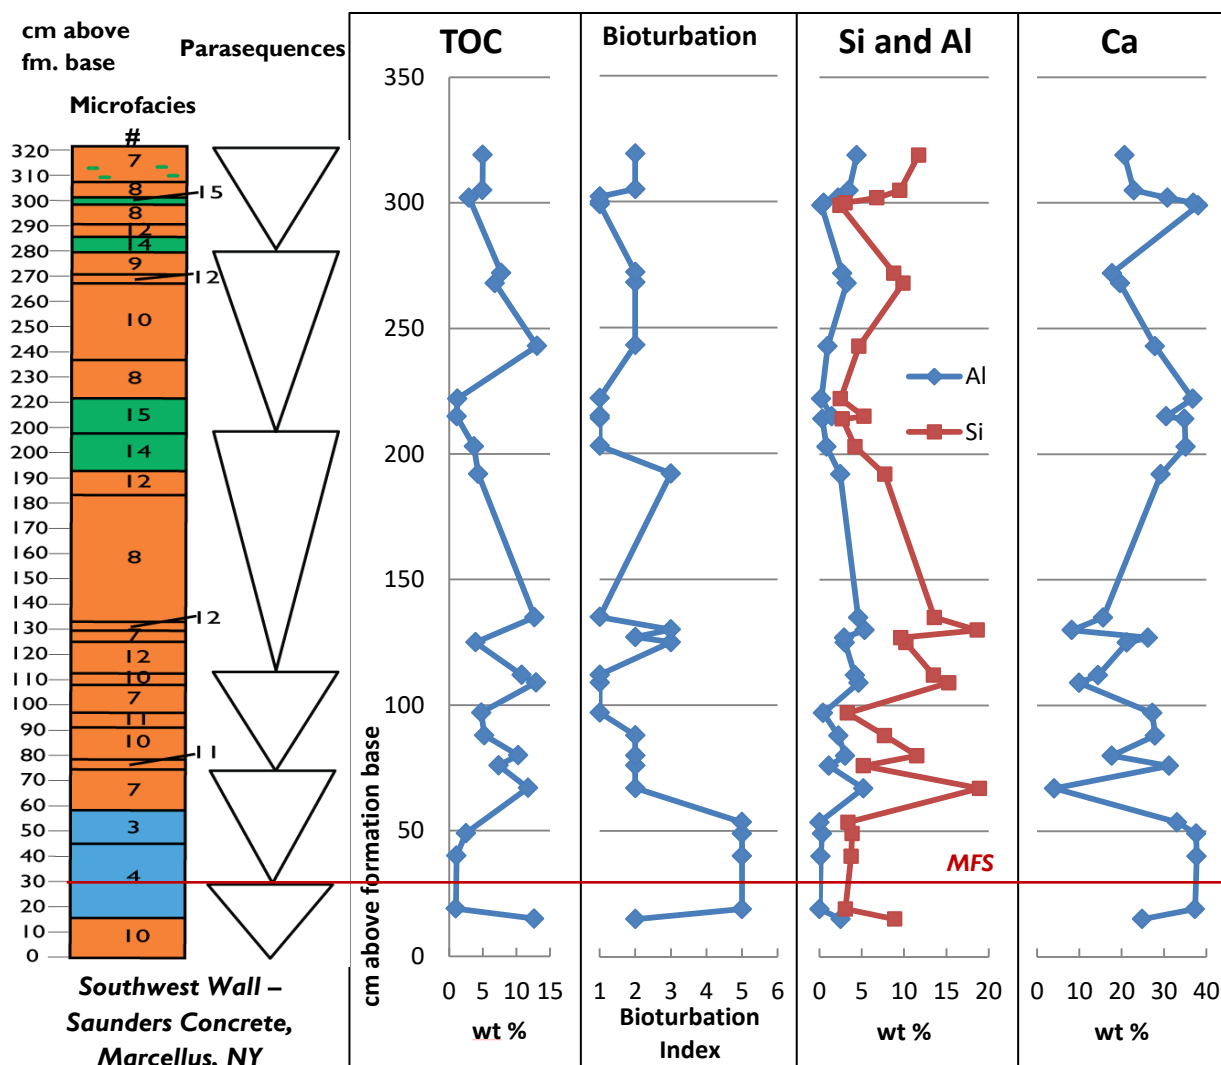 cm above
fm. base
Parasequences
Microfacies
#
320
310
300
290
280
270
260
250
240
230
220
210
200
200
190
180
170
160
150
140
130
120
110
100
90
80
70
60
50
40
30
20
10
0
7
8
15
8
12
14
9
12
10
8
15
14
12
8
12
7
12
10
7
11
10
11
7
3
4
10
Southwest Wall –
Saunders Concrete,
Marcellus, NY
TOC
Bioturbation
Si and Al
Ca
350
300
250
200
150
100
50
0
cm above formation base
Al
Si
MFS
0 5 10 15
wt %
1 2 3 4 5 6
Bioturbation
Index
0 5 10 15 20
wt %
0 10 20 30 40
wt %